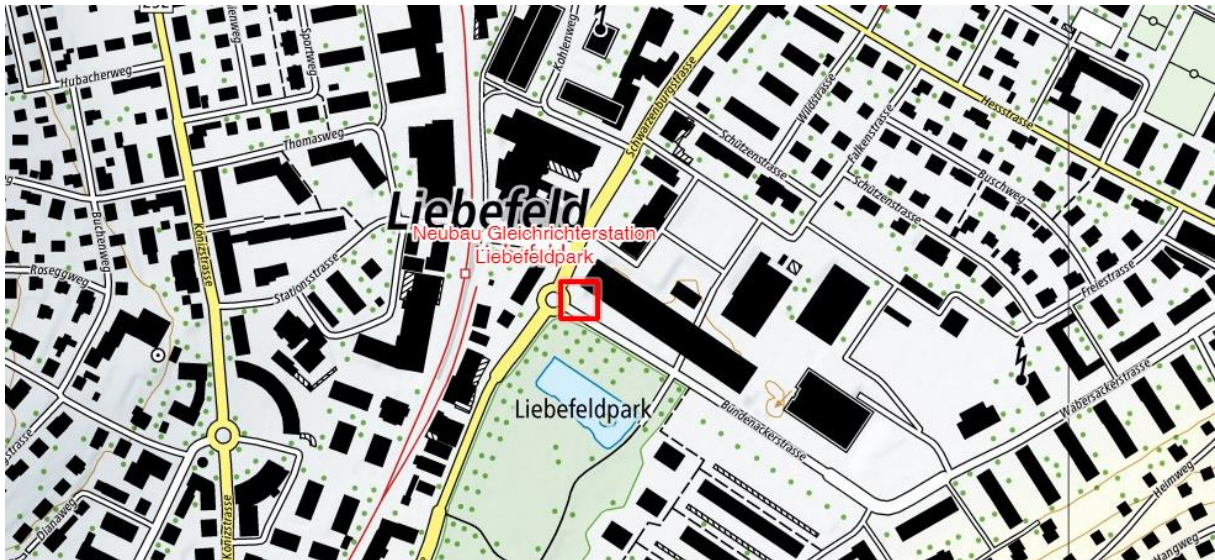 Hubacherweg
Sportweg
Kohlenweg
Thomasweg
Schwarzenburgstrasse
Wildstrasse
Falkenstrasse
Hessstrasse
Schützenstrasse
Schützenstrasse
Buschweg
Liebefeld
Neubau Gleichrichterstation
Liebefeldpark
Buchenweg
Könizstrasse
Roseggweg
Stationsstrasse
Freiestrasse
Wabersackerstrasse
Liebefeldpark
Bündenackerstrasse
Dianaweg
Könizstrasse
Helmweg